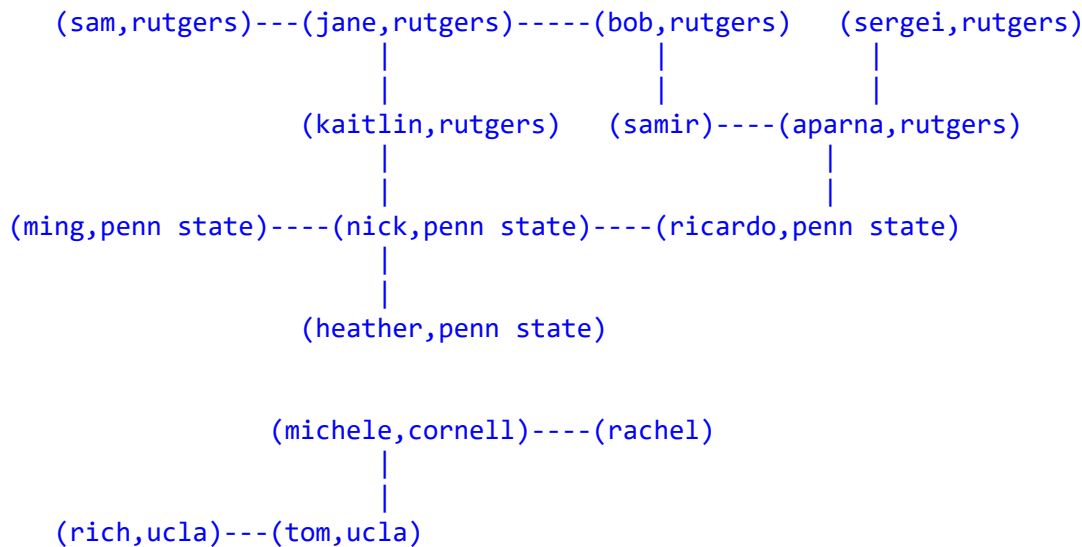 (sam,rutgers)---(jane,rutgers)-----(bob,rutgers)   (sergei,rutgers)
(kaitlin,rutgers)   (samir)----(aparna,rutgers)
(ming,penn state)----(nick,penn state)----(ricardo,penn state)
(heather,penn state)
(michele,cornell)----(rachel)
(rich,ucla)---(tom,ucla)